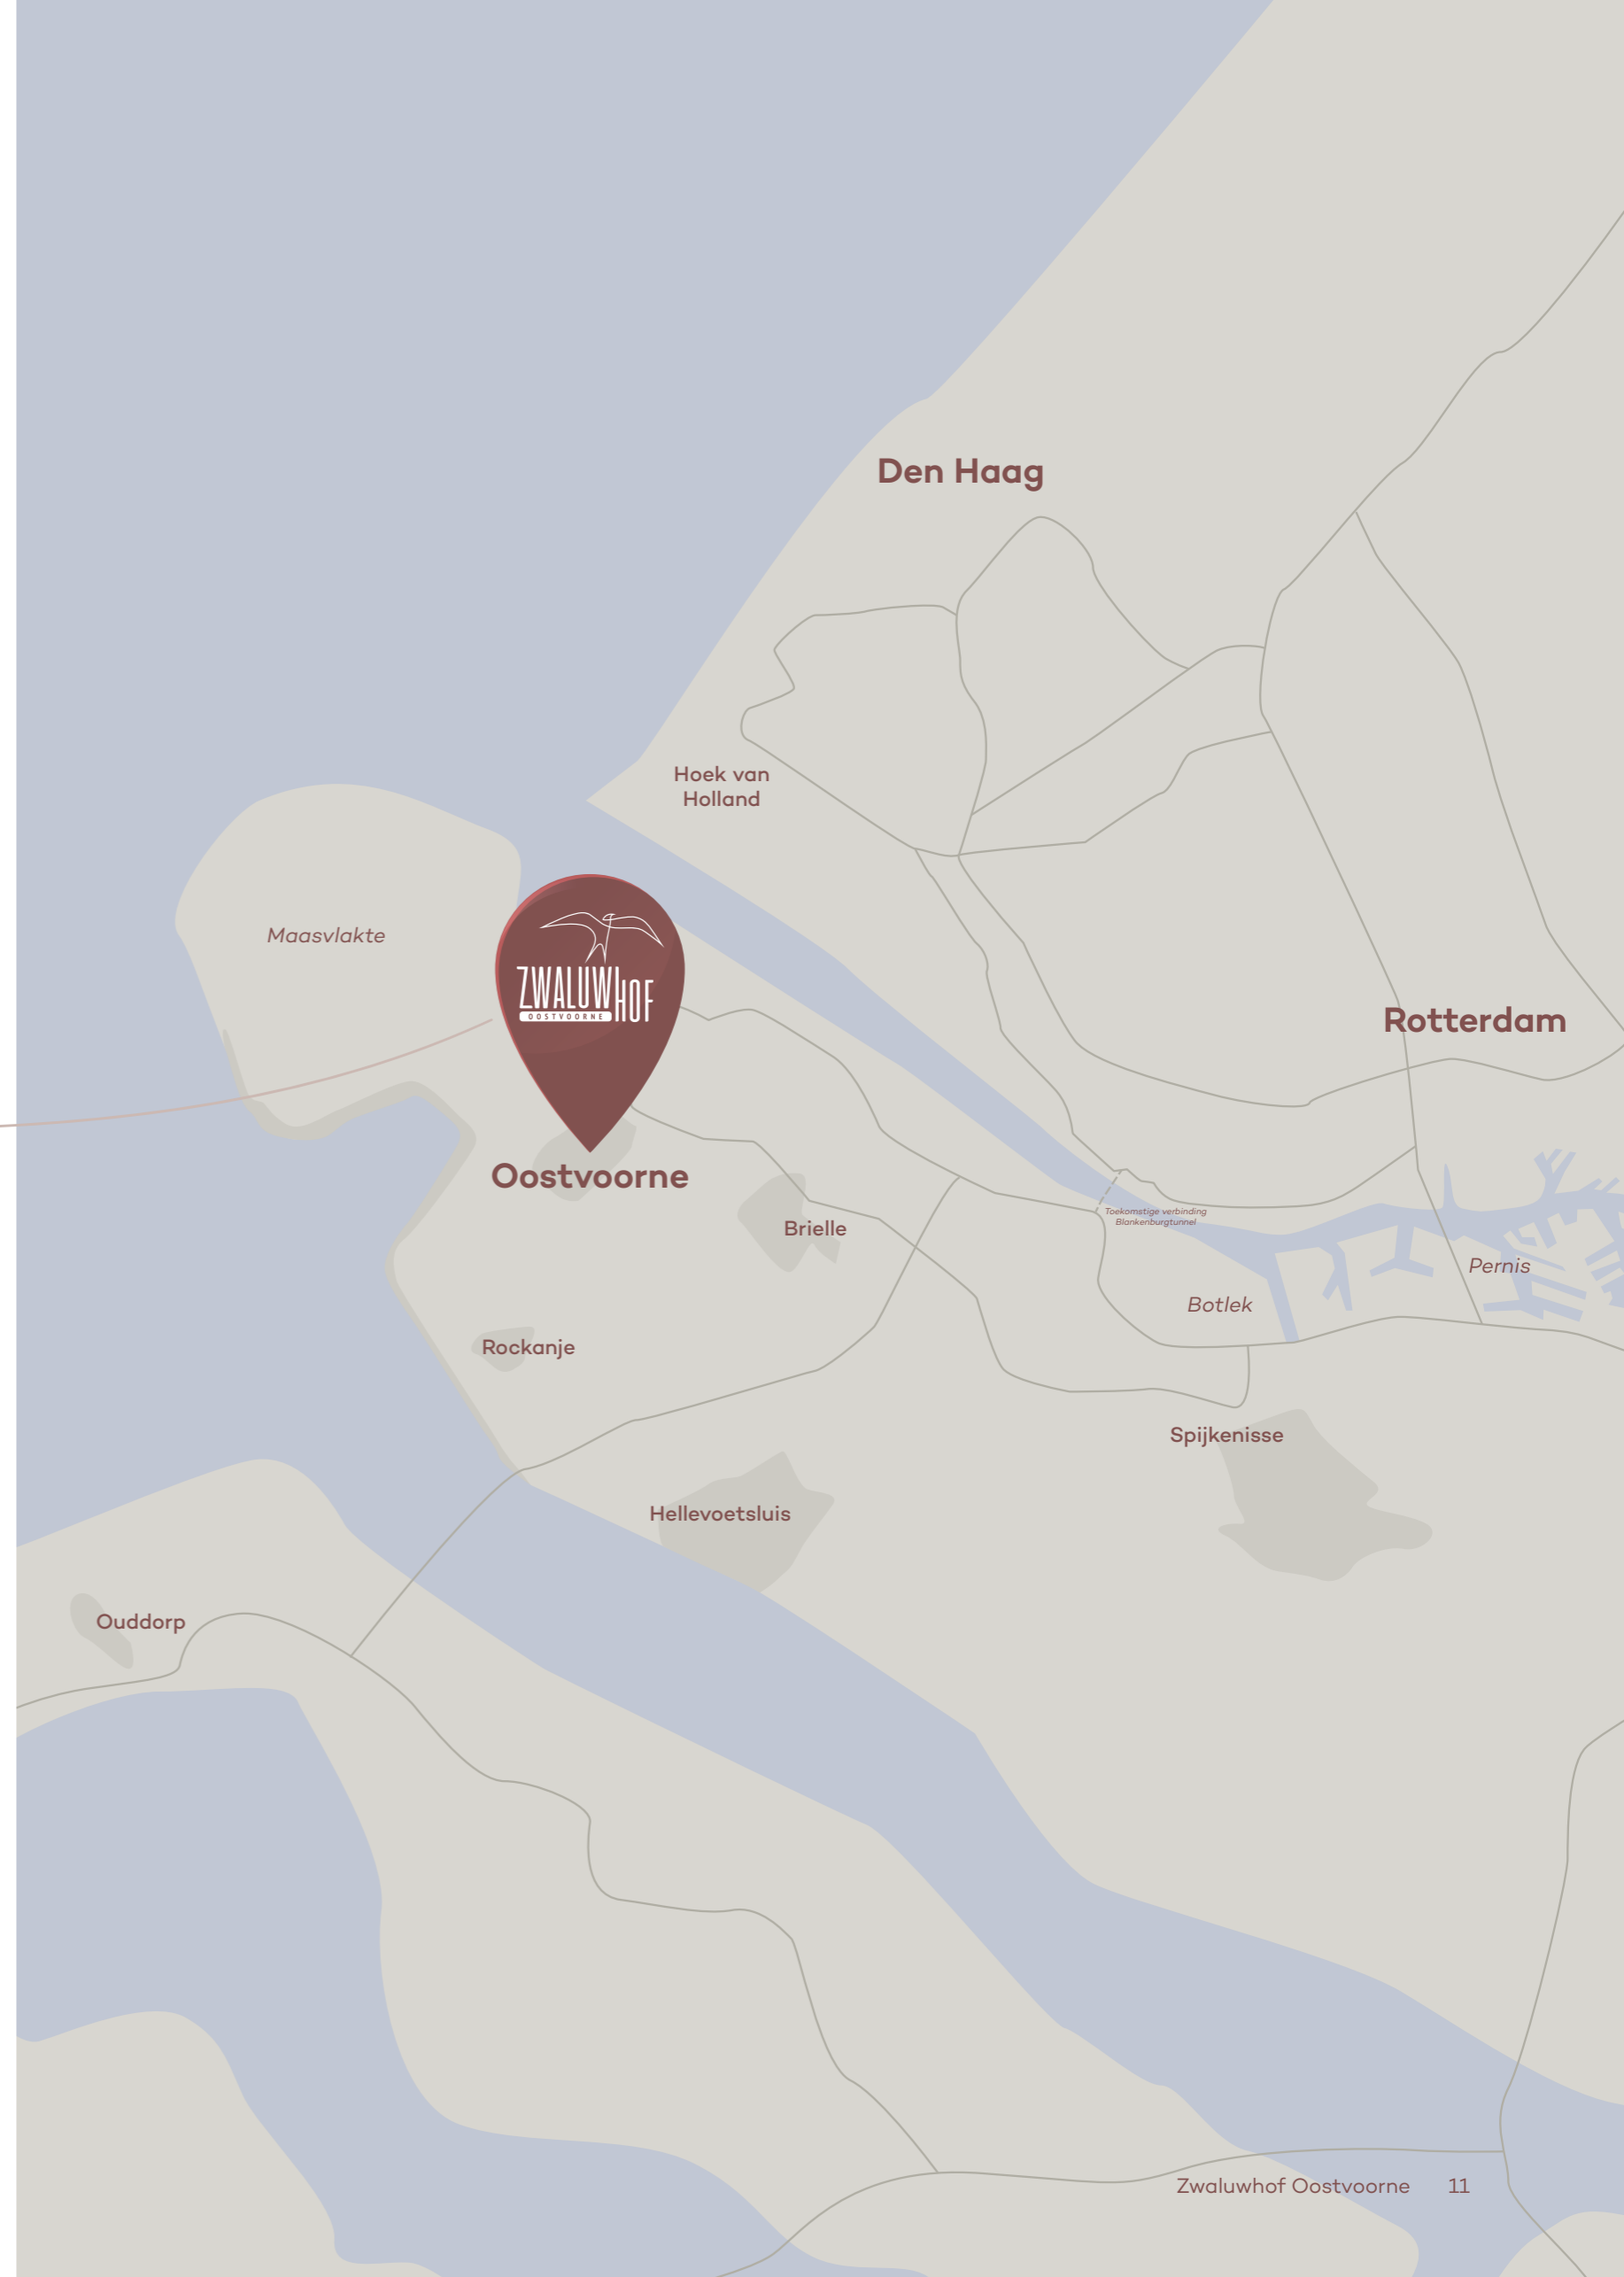 Den Haag
Hoek van
Holland
Maasvlakte
ZWALUWHOF
OOSTVOORNE
Rotterdam
Oostvoorne
Brielle
Toekomstige verbinding
Blankenburgtunnel
Pernis
Botlek
Rockanje
Spijkenisse
Hellevoetsluis
Ouddorp
Zwaluwhof Oostvoorne 11